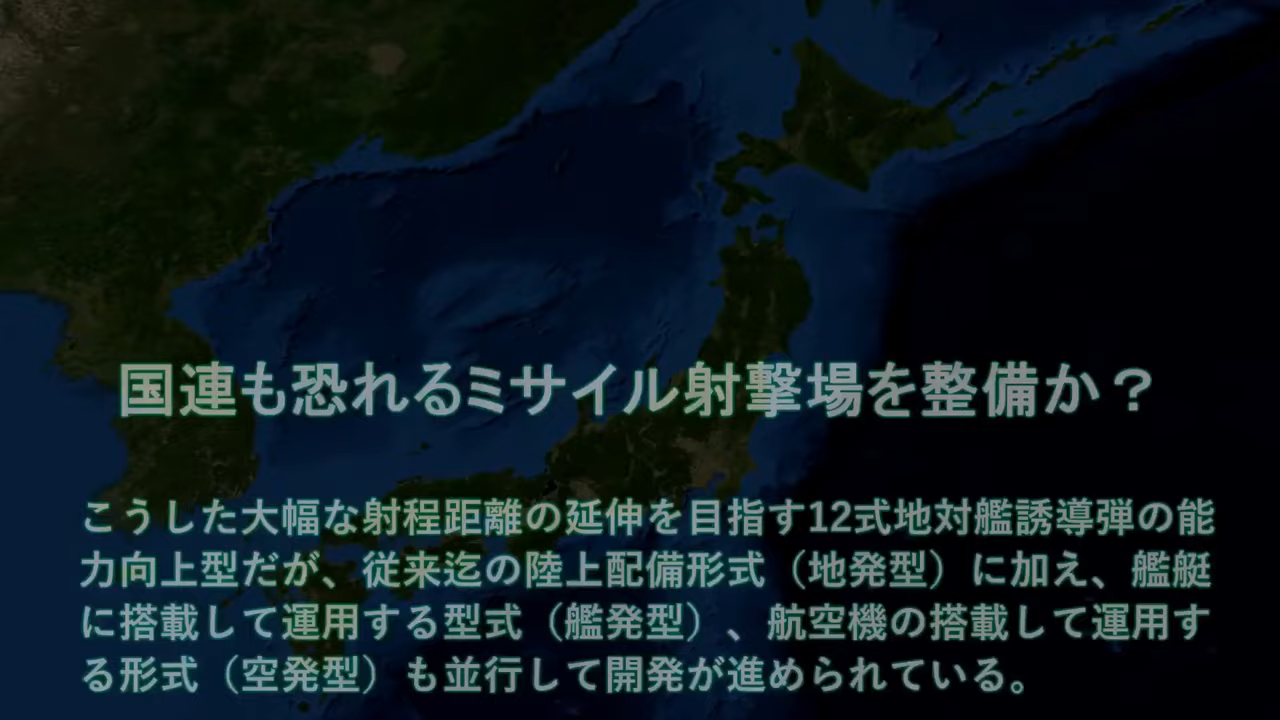 国連も恐れるミサイル射撃場を整備か？
こうした大幅な射程距離の延伸を目指す12式地対艦誘導弾の能
力向上型だが、従来迄の陸上配備形式（地発型）に加え、艦艇
に搭載して運用する型式（艦発型）、航空機の搭載して運用す
る形式（空発型）も並行して開発が進められている。